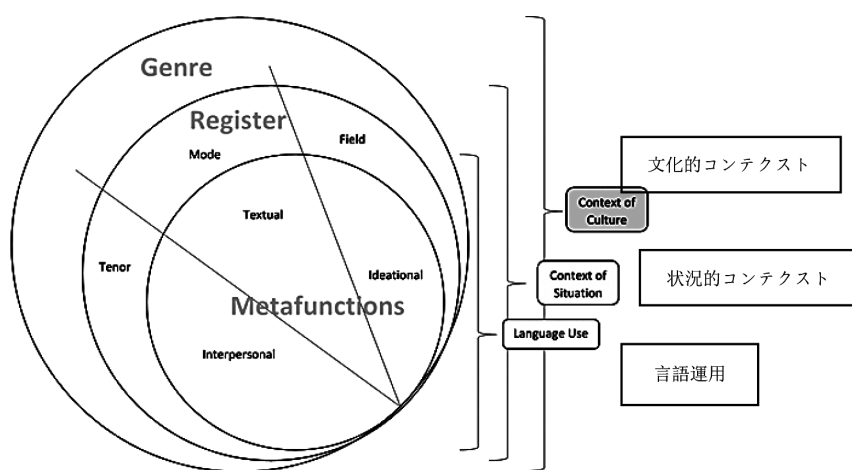 Genre
Register
Mode
Field
Tenor
Textual
Ideational
Metafunctions
Interpersonal
Context of
Culture
文化的コンテクスト
Context of
Situation
状況的コンテクスト
Language Use
言語運用